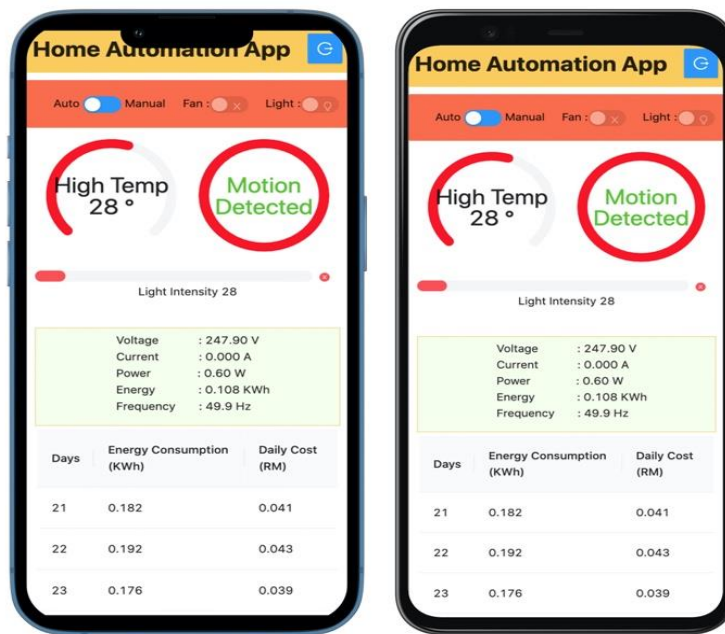 Home Automation App
Auto Manual Fan : Light :
High Temp
28 °
Motion
Detected
Light Intensity 28
Voltage : 247.90 V
Current : 0.000 A
Power : 0.60 W
Energy : 0.108 KWh
Frequency : 49.9 Hz
Days Energy Consumption (KWh) Daily Cost (RM)
21 0.182 0.041
22 0.192 0.043
23 0.176 0.039
Home Automation App
Auto Manual Fan : Light :
High Temp
28 °
Motion
Detected
Light Intensity 28
Voltage : 247.90 V
Current : 0.000 A
Power : 0.60 W
Energy : 0.108 KWh
Frequency : 49.9 Hz
Days Energy Consumption (KWh) Daily Cost (RM)
21 0.182 0.041
22 0.192 0.043
23 0.176 0.039